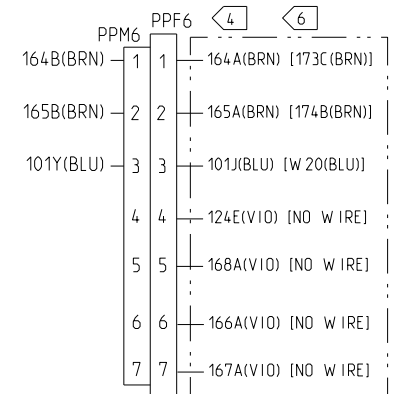 PPM6 PPF6 4 6
164B(BRN) 1 1 164A(BRN) [173C(BRN)]
165B(BRN) 2 2 165A(BRN) [174B(BRN)]
101Y(BLU) 3 3 101J(BLU) [W20(BLU)]
4 4 124E(VIO) [NO WIRE]
5 5 168A(VIO) [NO WIRE]
6 6 166A(VIO) [NO WIRE]
7 7 167A(VIO) [NO WIRE]